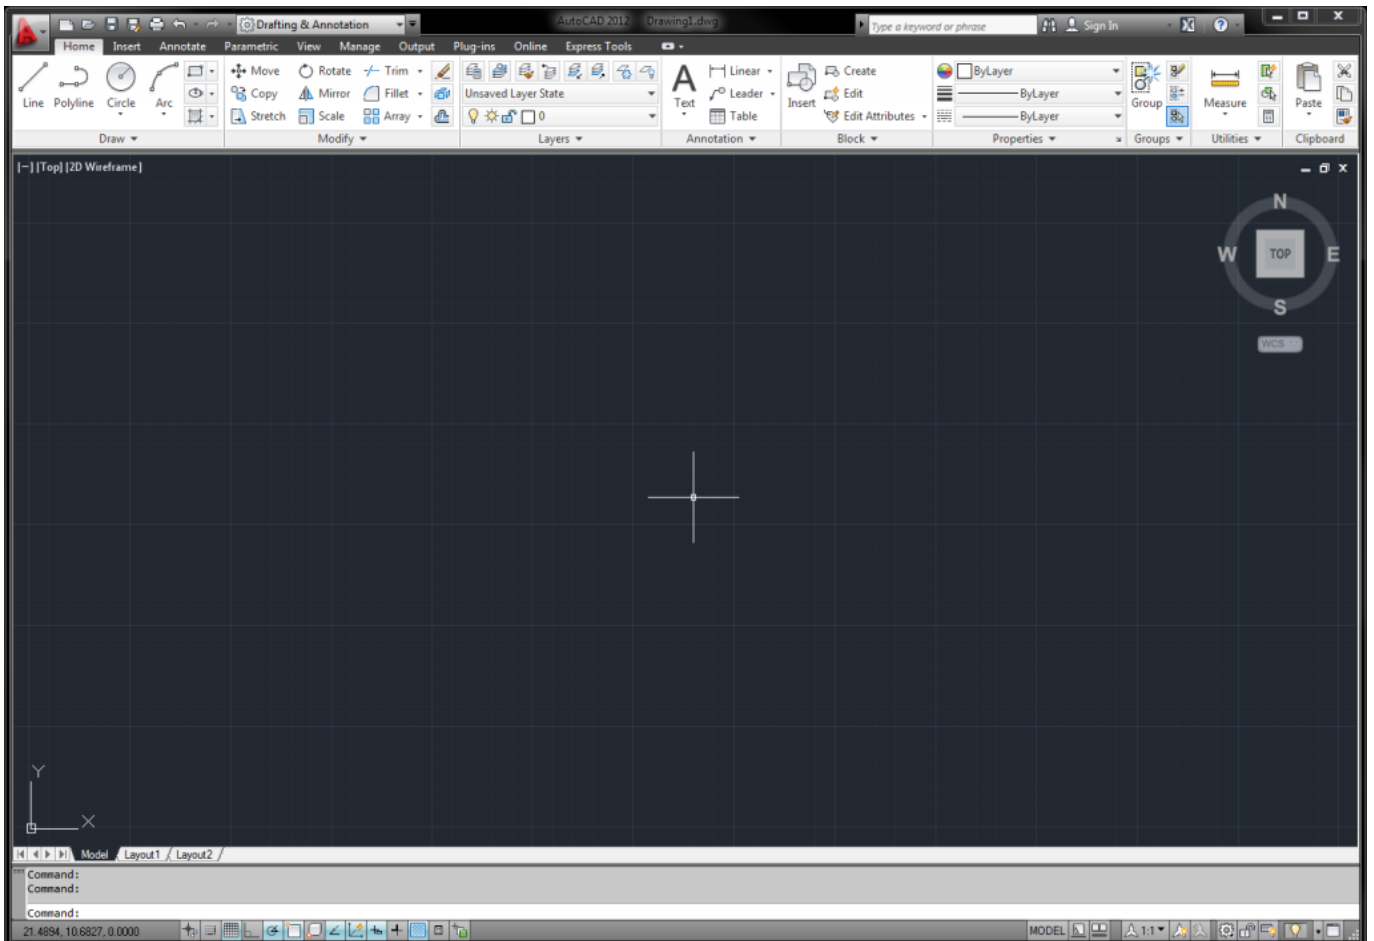 Drafting & Annotation
AutoCAD 2012 Drawing1.dwg
Type a keyword or phrase
Sign In
Home Insert Annotate Parametric View Manage Output Plug-ins Online Express Tools
Move Rotate Trim Linear Create ByLayer
Line Polyline Circle Arc Copy Mirror Fillet Unsaved Layer State Text Leader Insert Edit ByLayer Group Measure Paste
Stretch Scale Array 0 Table Edit Attributes ByLayer
Draw Modify Layers Annotation Block Properties Groups Utilities Clipboard
[−] [Top] [2D Wireframe]
N
W TOP E
S
WCS
Y
X
Model Layout1 Layout2
Command:
Command:
Command:
21.4894, 10.6827, 0.0000 MODEL 1:1